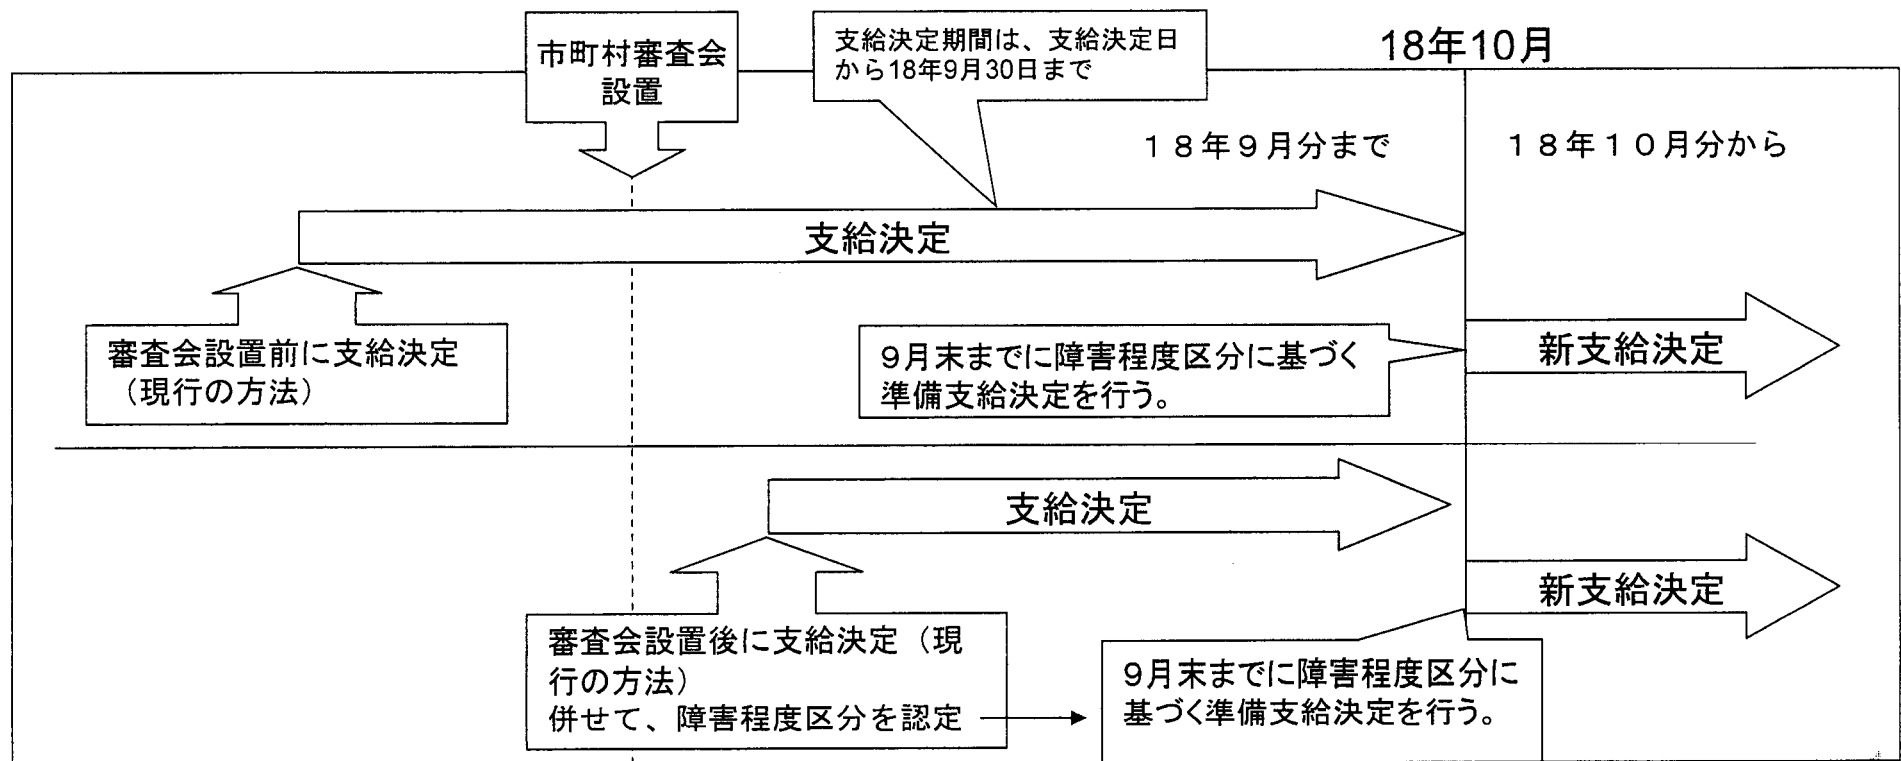 市町村審査会
設置
支給決定期間は、支給決定日
から18年9月30日まで
18年10月
１８年９月分まで
１８年１０月分から
支給決定
審査会設置前に支給決定
（現行の方法）
9月末までに障害程度区分に基づく
準備支給決定を行う。
新支給決定
支給決定
新支給決定
審査会設置後に支給決定（現
行の方法）
併せて、障害程度区分を認定
9月末までに障害程度区分に
基づく準備支給決定を行う。